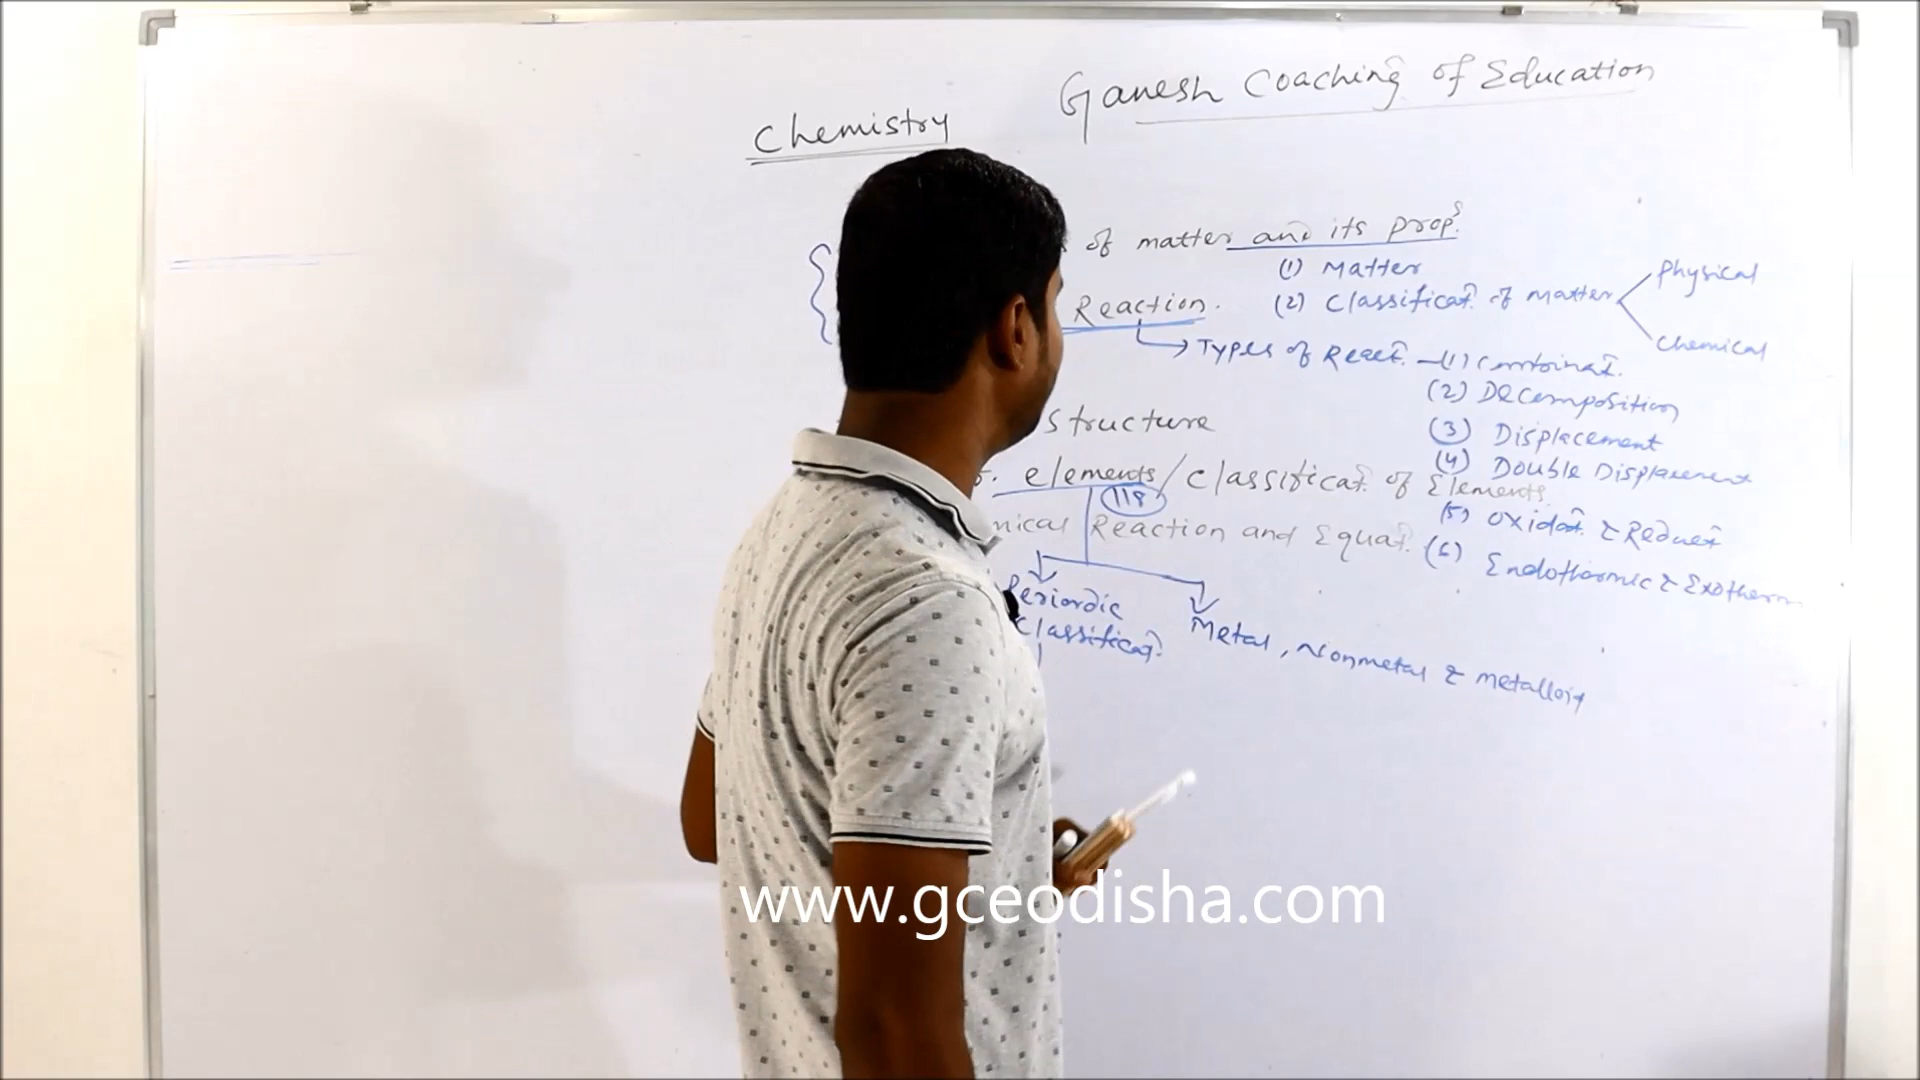 Ganesh Coaching of Education
Chemistry
of matter and its prop.
(1) Matter
(2) Classificat. of matter
Physical
Chemical
Reaction.
Types of React. (1) Combinat.
(2) Decomposition
(3) Displacement
(4) Double Displacement
(5) Oxidat. & Reduct
(6) Endothermic & Exotherm
Structure
elements/classificat. of Elements
118
mical Reaction and Equat.
Periordic
Classificat.
Metal, Nonmetal & metalloid
www.gceodisha.com